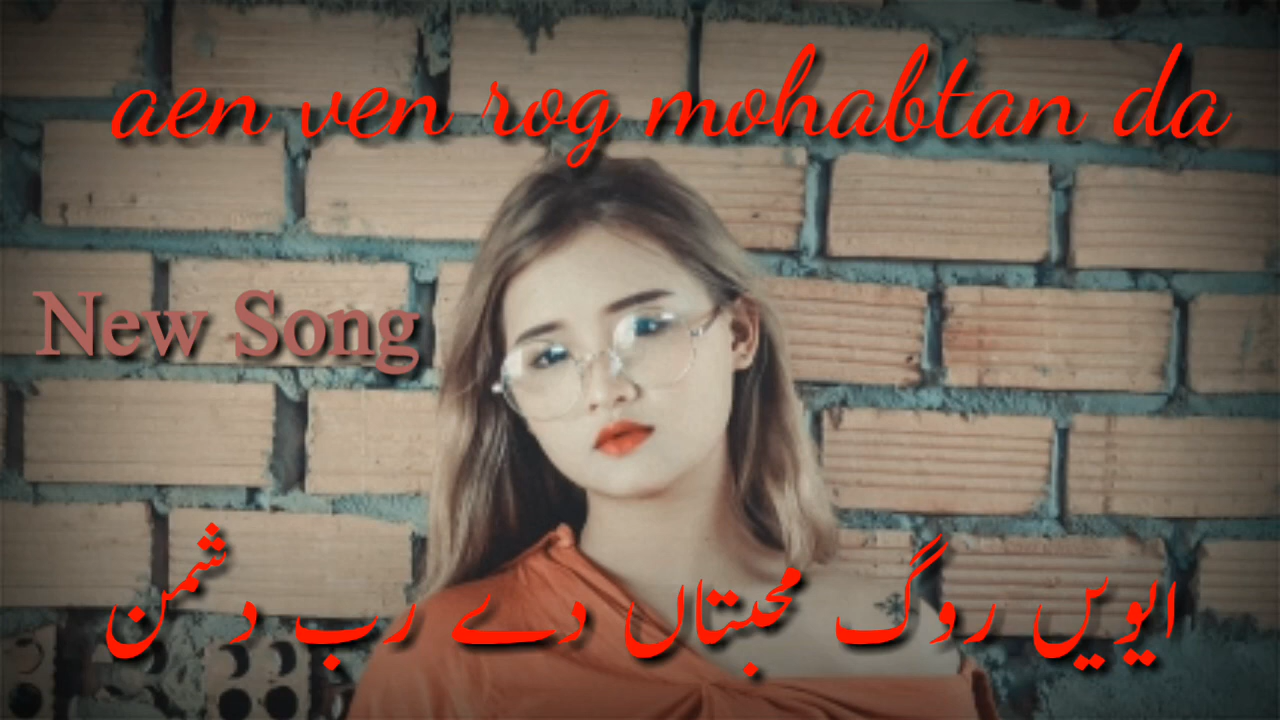 aen ven rog mohabtan da
New Song
ایویں روگ محبتاں دے رب دشمن